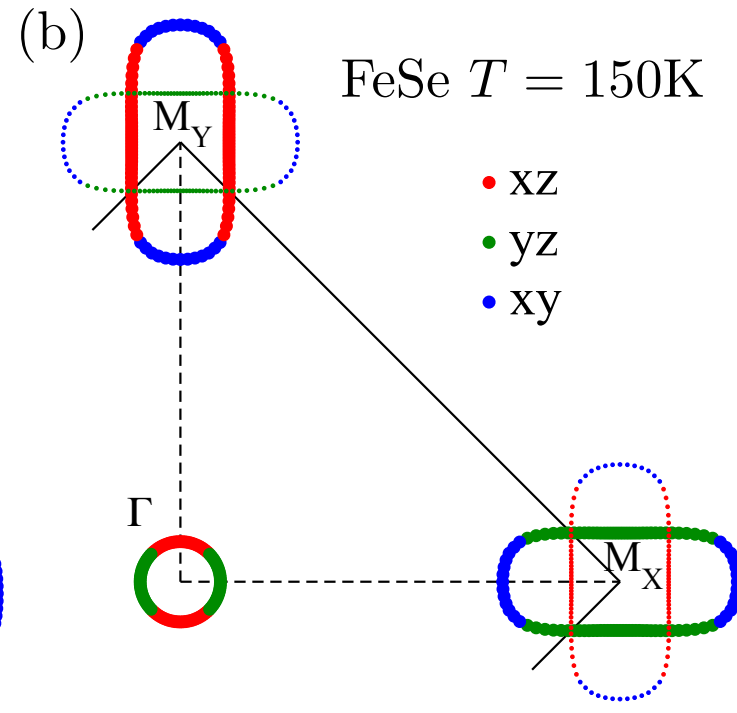 (b)
FeSe T = 150K
M_Y
xz
yz
xy
Γ
M_X